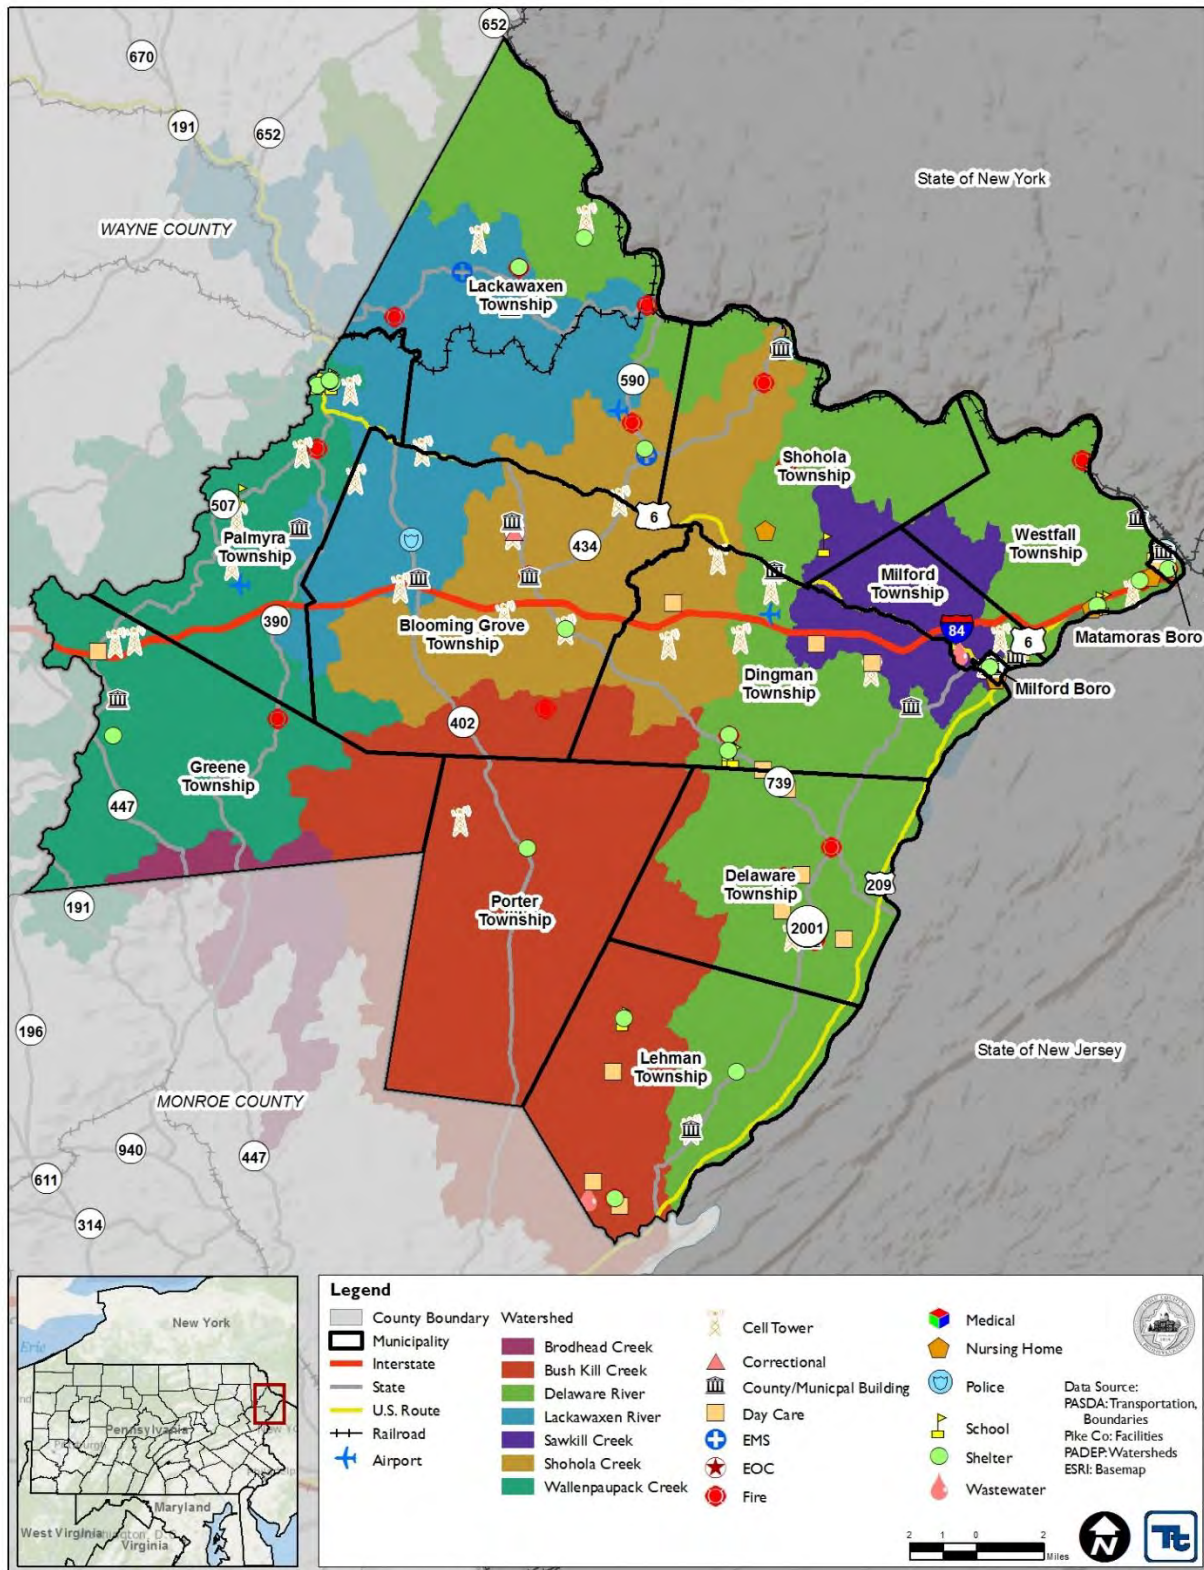 652
670
191
652
State of New York
WAYNE COUNTY
Lackawaxen
Township
590
Shohola
Township
507
6
434
Westfall
Township
Palmyra
Township
Milford
Township
390
Blooming Grove
Township
84
6
Matamoras Boro
Dingman
Township
Milford Boro
402
Greene
Township
739
447
Delaware
Township
209
Porter
Township
191
2001
196
Lehman
Township
State of New Jersey
MONROE COUNTY
940
447
611
314
New York
Erie
Pennsylvania
Maryland
West Virginia
Virginia
Legend
County Boundary
Municipality
Interstate
State
U.S. Route
Railroad
Airport
Watershed
Brodhead Creek
Bush Kill Creek
Delaware River
Lackawaxen River
Sawkill Creek
Shohola Creek
Wallenpaupack Creek
Cell Tower
Correctional
County/Municpal Building
Day Care
EMS
EOC
Fire
Medical
Nursing Home
Police
School
Shelter
Wastewater
Data Source:
PASDA: Transportation,
Boundaries
Pike Co: Facilities
PADEP: Watersheds
ESRI: Basemap
2 1 0 2
Miles
N
Tt